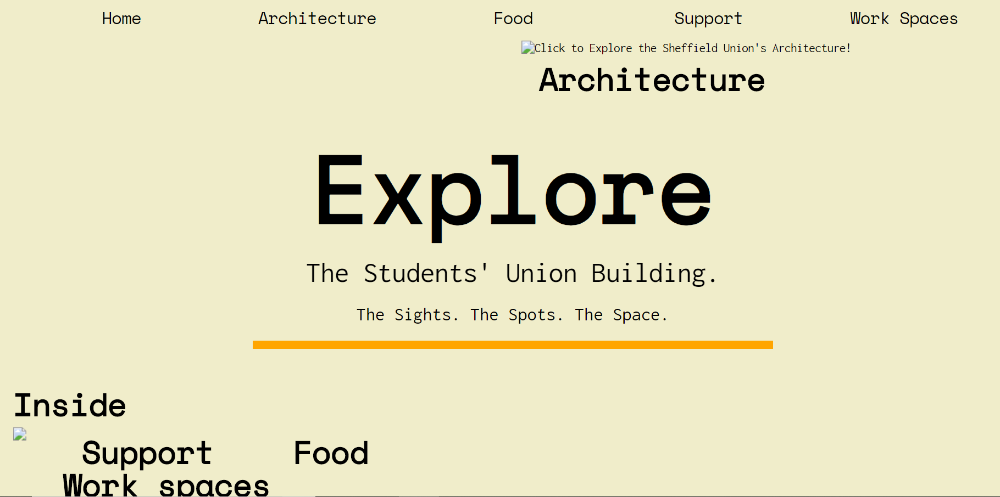 Home Architecture Food Support Work Spaces
Click to Explore the Sheffield Union's Architecture!
Architecture
Explore
The Students' Union Building.
The Sights. The Spots. The Space.
Inside
Support Food
Work spaces